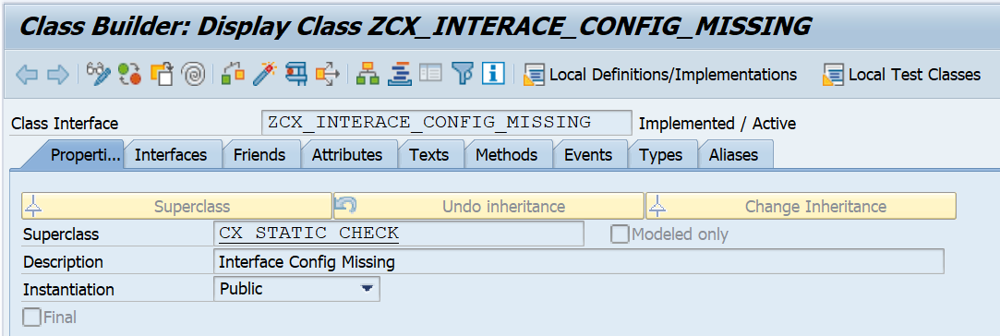 Class Builder: Display Class ZCX_INTERACE_CONFIG_MISSING
Local Definitions/Implementations Local Test Classes
Class Interface ZCX_INTERACE_CONFIG_MISSING Implemented / Active
Properti... Interfaces Friends Attributes Texts Methods Events Types Aliases
Superclass Undo inheritance Change Inheritance
Superclass CX_STATIC_CHECK Modeled only
Description Interface Config Missing
Instantiation Public
Final